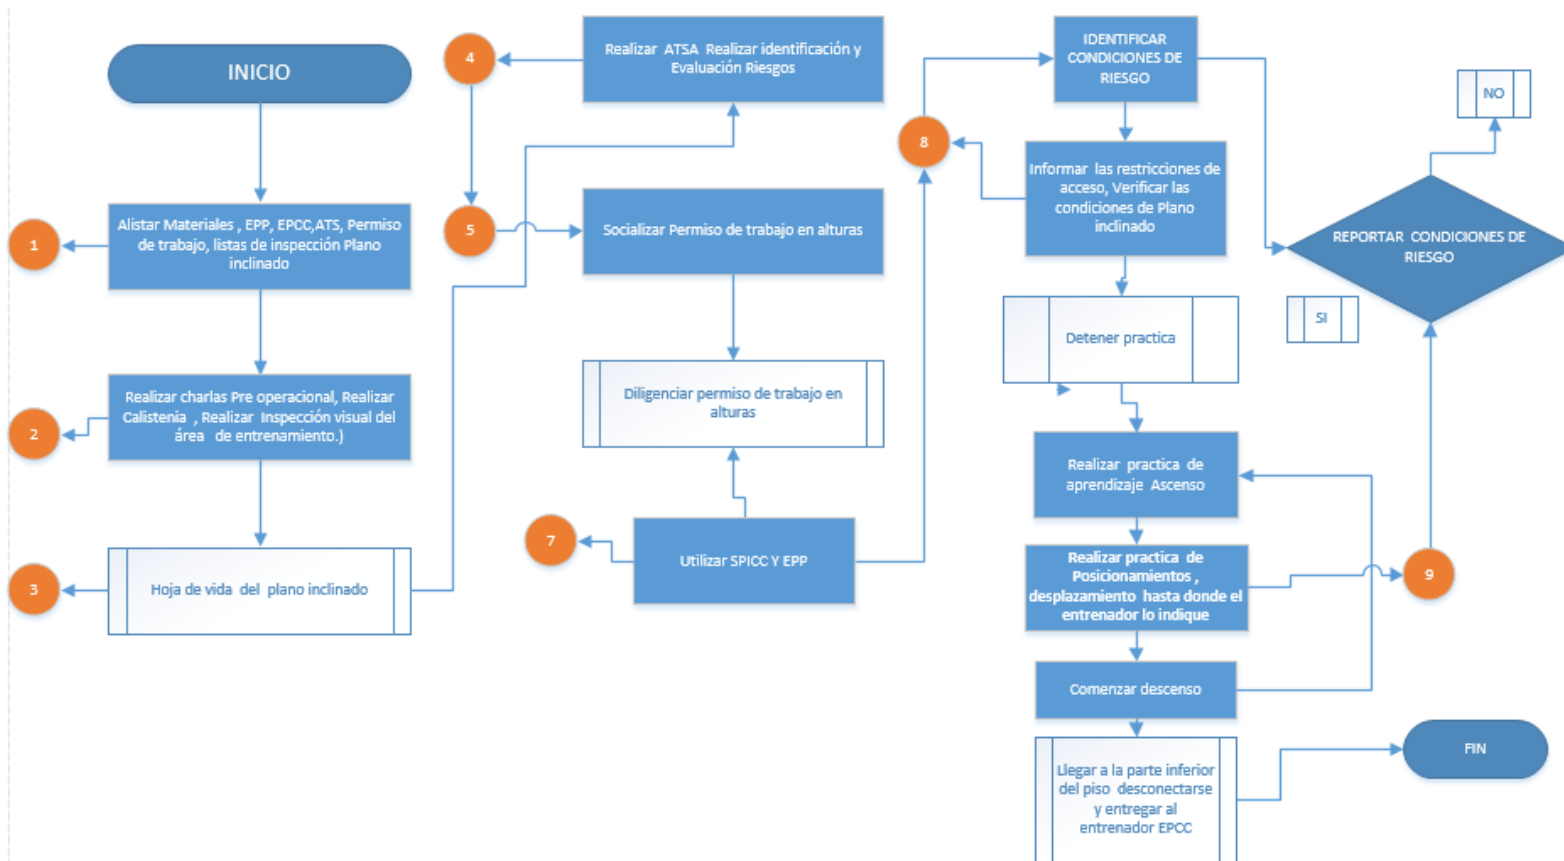 INICIO
1
Alistar Materiales , EPP, EPCC,ATS, Permiso
de trabajo, listas de inspección Plano
inclinado
2
Realizar charlas Pre operacional, Realizar
Calistenia , Realizar Inspección visual del
área de entrenamiento.)
3
Hoja de vida del plano inclinado
4
Realizar ATSA Realizar identificación y
Evaluación Riesgos
5
Socializar Permiso de trabajo en alturas
Diligenciar permiso de trabajo en
alturas
7
Utilizar SPICC Y EPP
8
IDENTIFICAR
CONDICIONES DE
RIESGO
Informar las restricciones de
acceso, Verificar las
condiciones de Plano
inclinado
Detener practica
Realizar practica de
aprendizaje Ascenso
Realizar practica de
Posicionamientos ,
desplazamiento hasta donde el
entrenador lo indique
Comenzar descenso
Llegar a la parte inferior
del piso desconectarse
y entregar al
entrenador EPCC
NO
REPORTAR CONDICIONES DE
RIESGO
SI
9
FIN